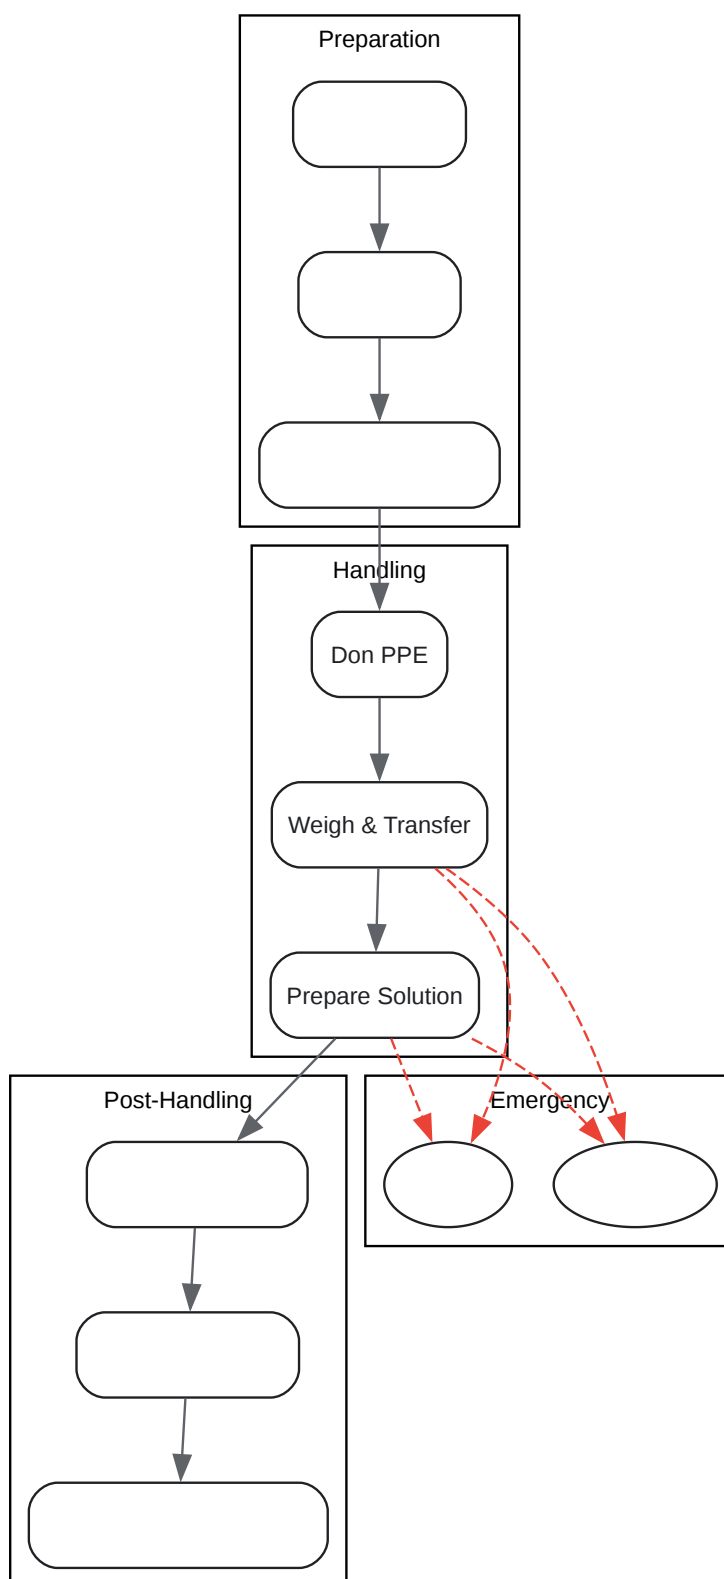 Preparation
Handling
Don PPE
Weigh & Transfer
Prepare Solution
Post-Handling
Emergency